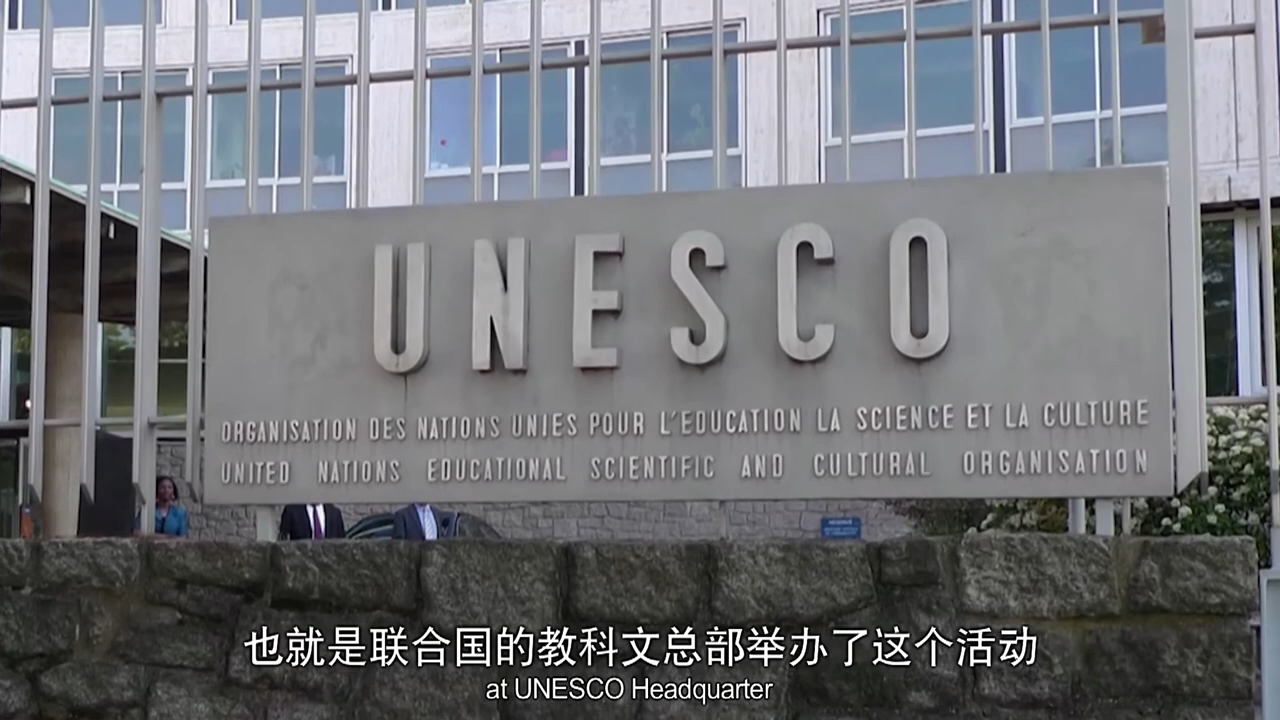 UNESCO
ORGANISATION DES NATIONS UNIES POUR L'EDUCATION LA SCIENCE ET LA CULTURE
UNITED NATIONS EDUCATIONAL SCIENTIFIC AND CULTURAL ORGANISATION
也就是联合国的教科文总部举办了这个活动
at UNESCO Headquarter